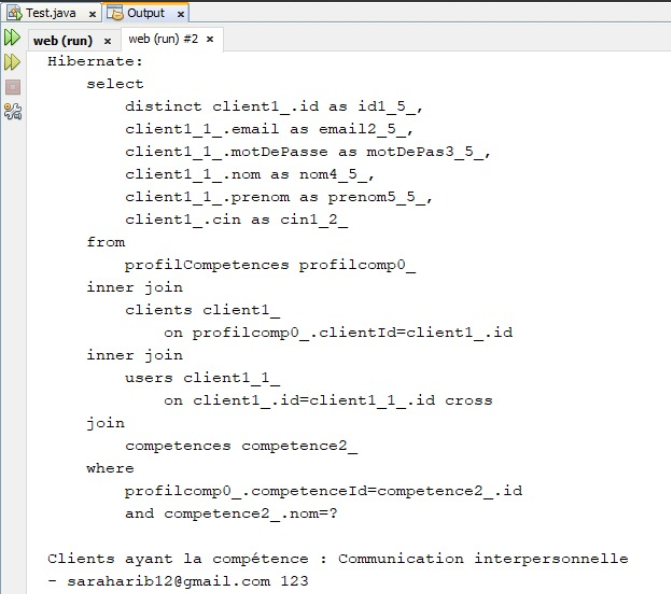 Test.java × Output ×
web (run) × web (run) #2 ×
Hibernate:
select
distinct client1_.id as id1_5_,
client1_1_.email as email2_5_,
client1_1_.motDePasse as motDePas3_5_,
client1_1_.nom as nom4_5_,
client1_1_.prenom as prenom5_5_,
client1_.cin as cin1_2_
from
profilCompetences profilcomp0_
inner join
clients client1_
on profilcomp0_.clientId=client1_.id
inner join
users client1_1_
on client1_.id=client1_1_.id cross
join
competences competence2_
where
profilcomp0_.competenceId=competence2_.id
and competence2_.nom=?
Clients ayant la compétence : Communication interpersonnelle
- saraharib12@gmail.com 123